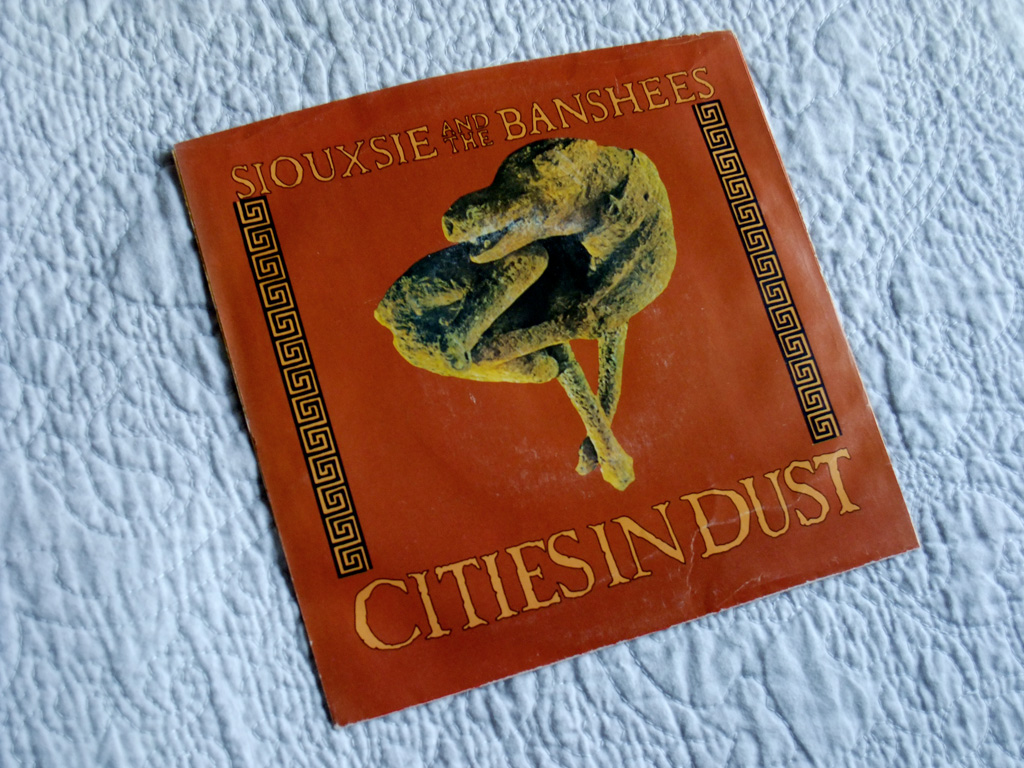 SIOUXSIE AND THE BANSHEES
CITIES IN DUST